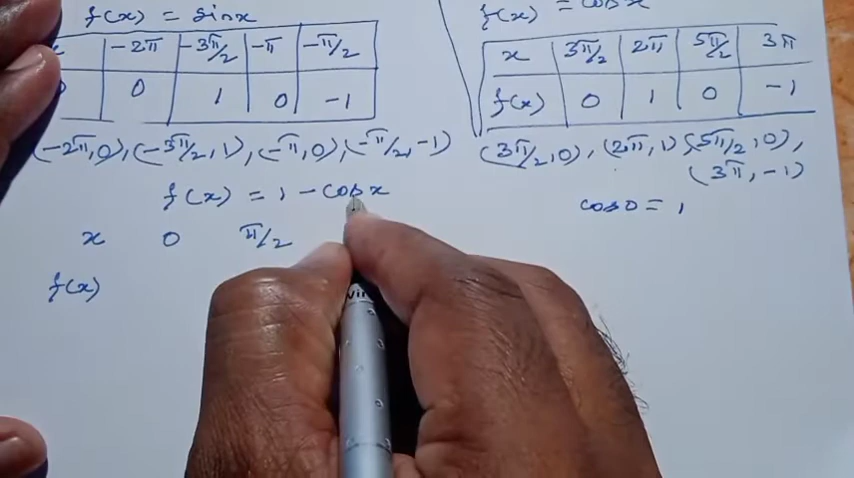 f(x) = sinx
-2π -3π/2 -π -π/2
0 1 0 -1
(-2π,0), (-3π/2,1), (-π,0), (-π/2,-1)
f(x) = cosx
x 3π/2 2π 5π/2 3π
f(x) 0 1 0 -1
(3π/2,0), (2π,1) (5π/2,0),
(3π,-1)
f(x) = 1 - cosx
cos0 = 1
x 0 π/2
f(x)